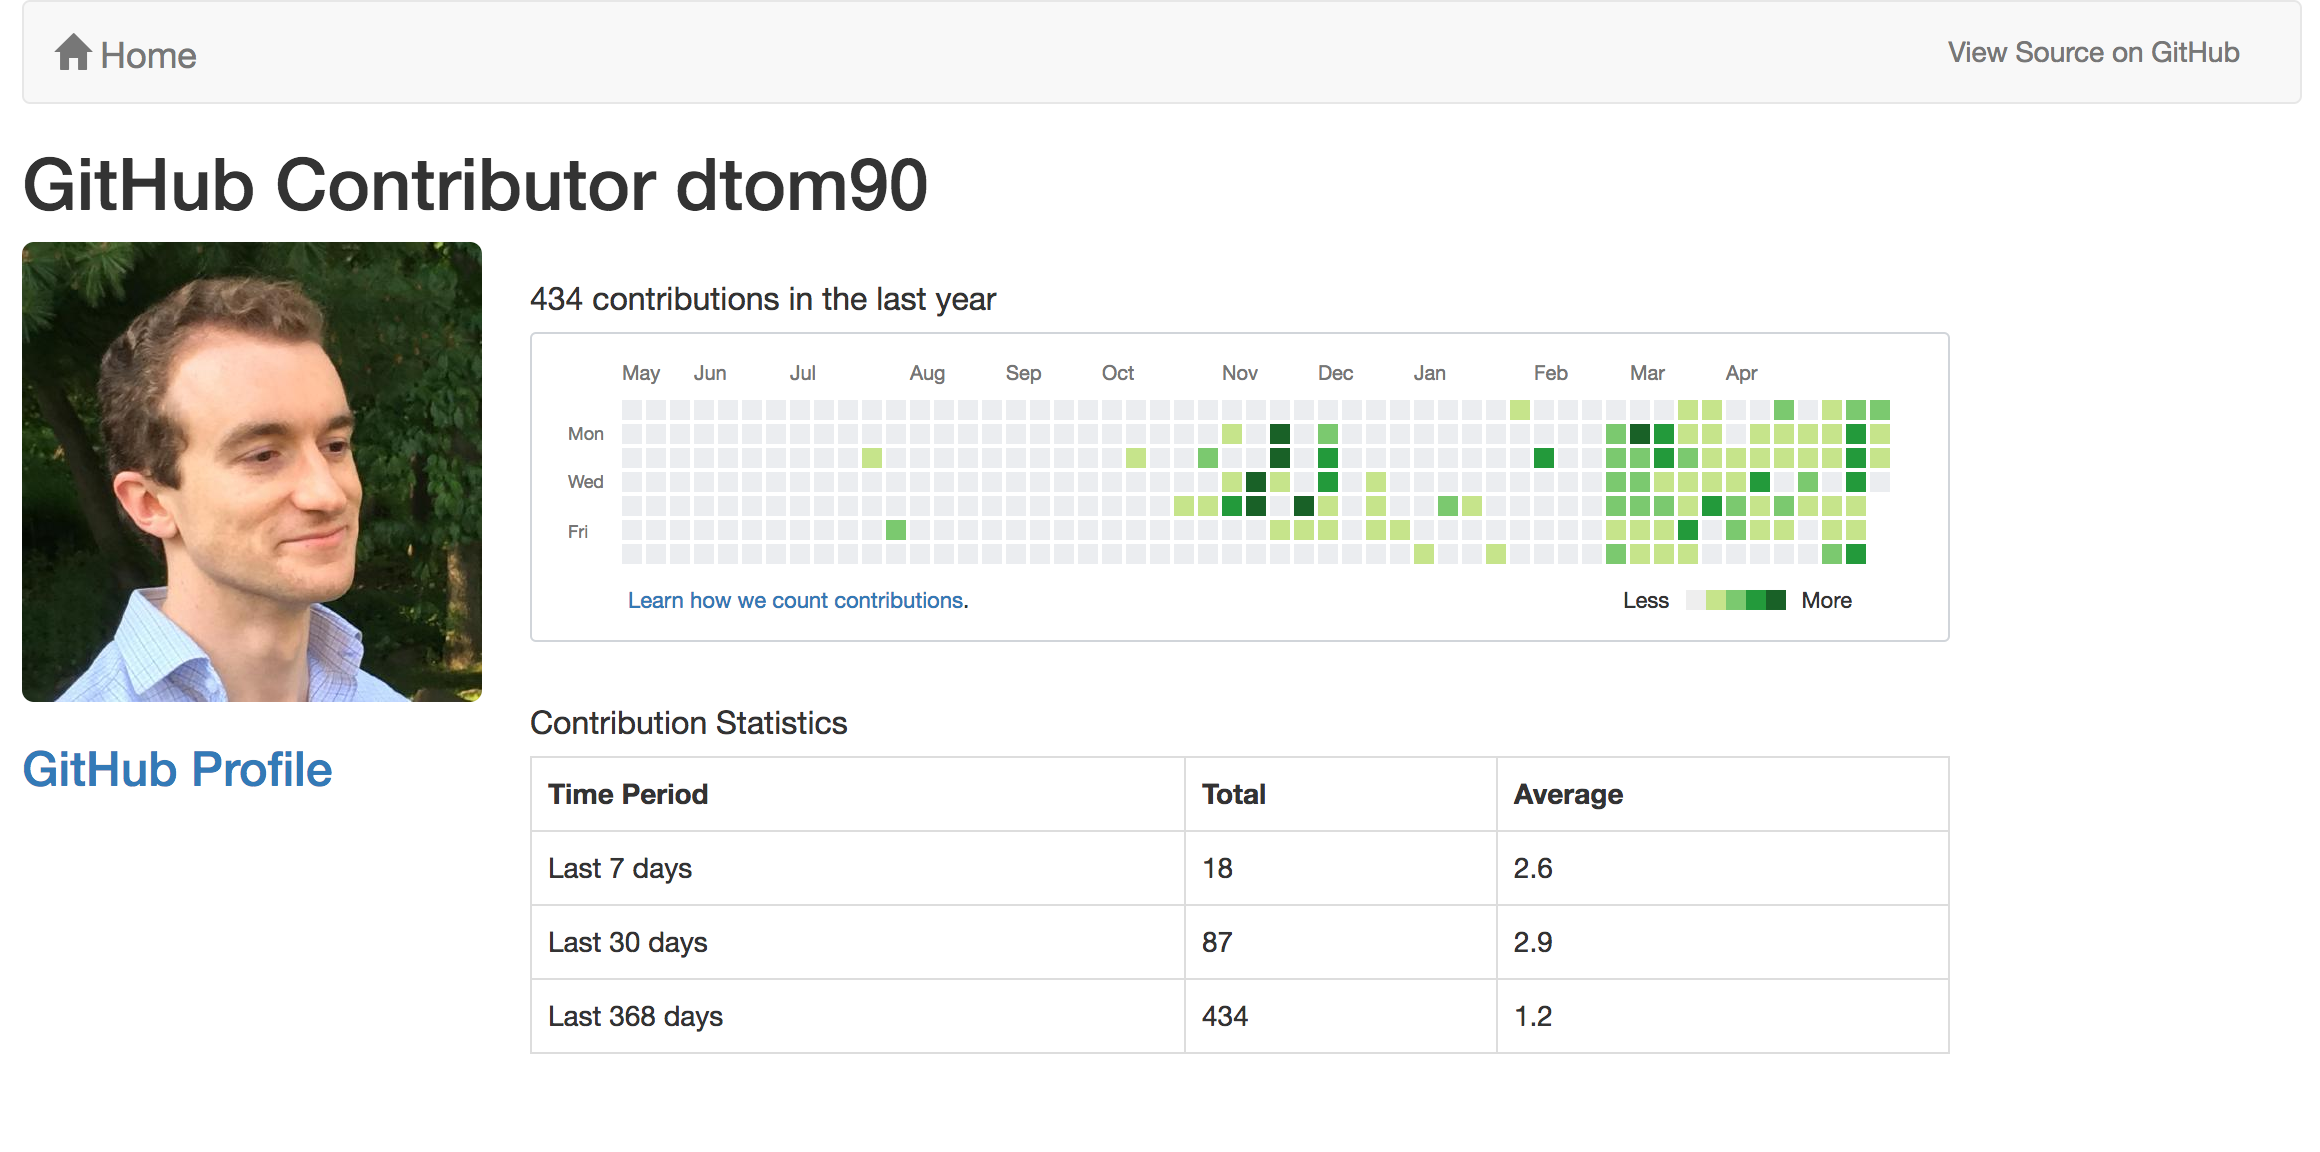 Home
View Source on GitHub
GitHub Contributor dtom90
434 contributions in the last year
May Jun Jul Aug Sep Oct Nov Dec Jan Feb Mar Apr
Mon
Wed
Fri
Learn how we count contributions.
Less More
GitHub Profile
Contribution Statistics
Time Period Total Average
Last 7 days 18 2.6
Last 30 days 87 2.9
Last 368 days 434 1.2